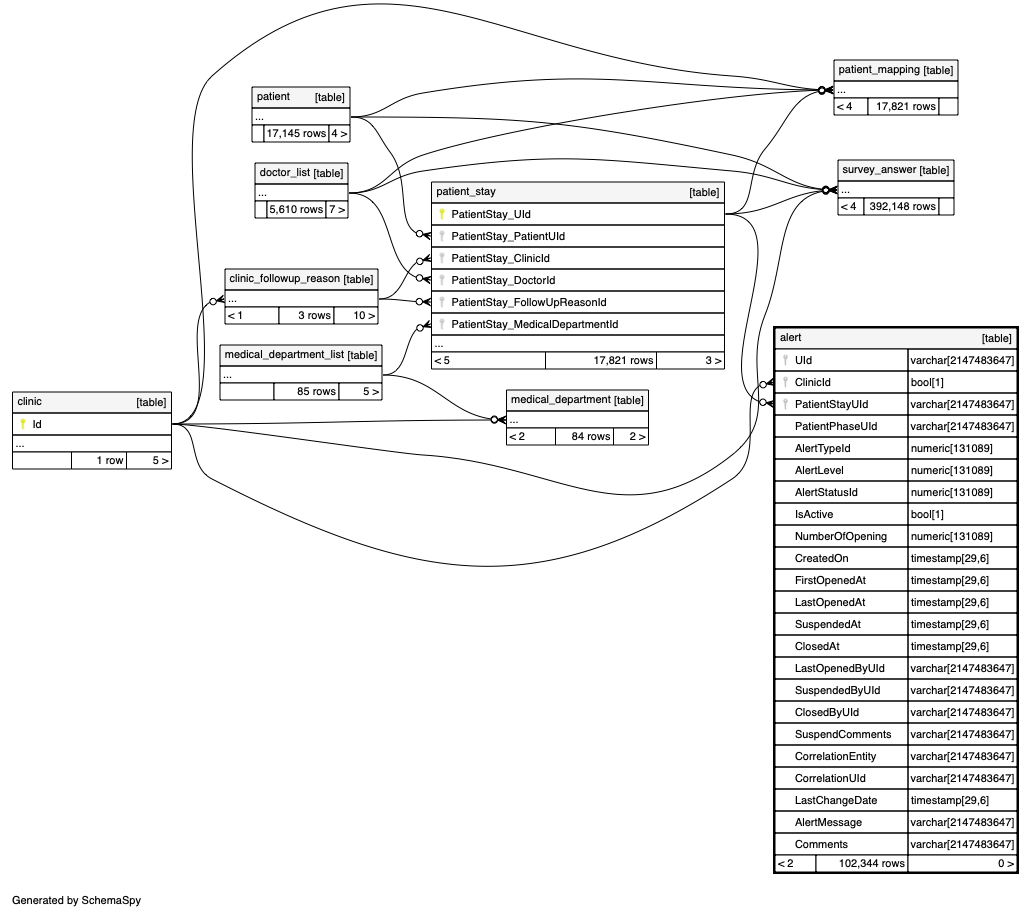 patient_mapping [table]
...
< 4 17,821 rows
patient [table]
...
17,145 rows 4 >
doctor_list [table]
...
5,610 rows 7 >
survey_answer [table]
...
< 4 392,148 rows
patient_stay [table]
PatientStay_UId
PatientStay_PatientUId
PatientStay_ClinicId
PatientStay_DoctorId
PatientStay_FollowUpReasonId
PatientStay_MedicalDepartmentId
...
< 5 17,821 rows 3 >
clinic_followup_reason [table]
...
< 1 3 rows 10 >
medical_department_list [table]
...
85 rows 5 >
clinic [table]
Id
...
1 row 5 >
medical_department [table]
...
< 2 84 rows 2 >
alert [table]
UId varchar[2147483647]
ClinicId bool[1]
PatientStayUId varchar[2147483647]
PatientPhaseUId varchar[2147483647]
AlertTypeId numeric[131089]
AlertLevel numeric[131089]
AlertStatusId numeric[131089]
IsActive bool[1]
NumberOfOpening numeric[131089]
CreatedOn timestamp[29,6]
FirstOpenedAt timestamp[29,6]
LastOpenedAt timestamp[29,6]
SuspendedAt timestamp[29,6]
ClosedAt timestamp[29,6]
LastOpenedByUId varchar[2147483647]
SuspendedByUId varchar[2147483647]
ClosedByUId varchar[2147483647]
SuspendComments varchar[2147483647]
CorrelationEntity varchar[2147483647]
CorrelationUId varchar[2147483647]
LastChangeDate timestamp[29,6]
AlertMessage varchar[2147483647]
Comments varchar[2147483647]
< 2 102,344 rows 0 >
Generated by SchemaSpy